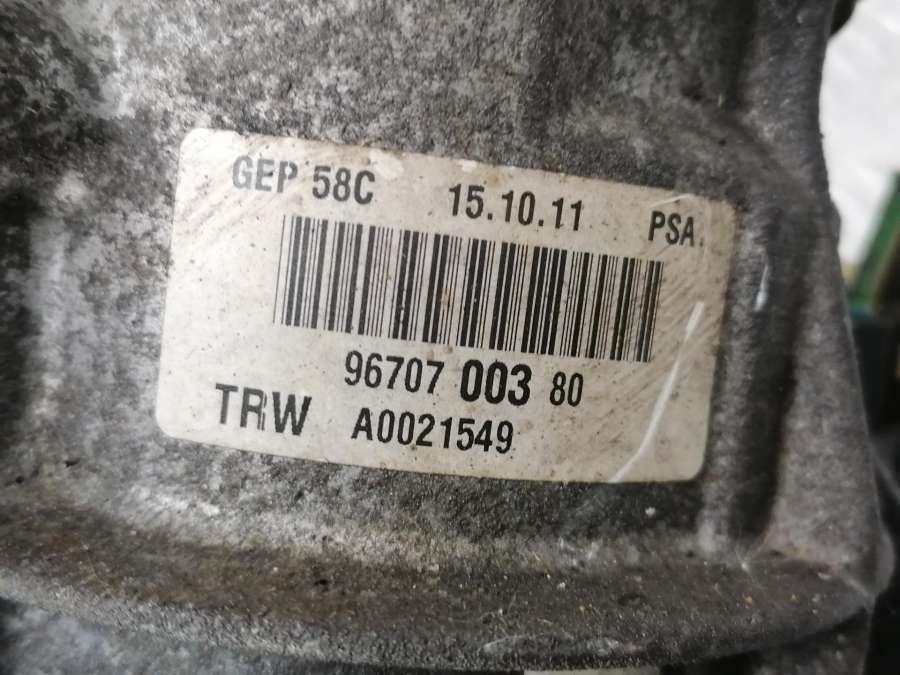 GEP 58C 15.10.11 PSA
96707 003 80
TRW A0021549